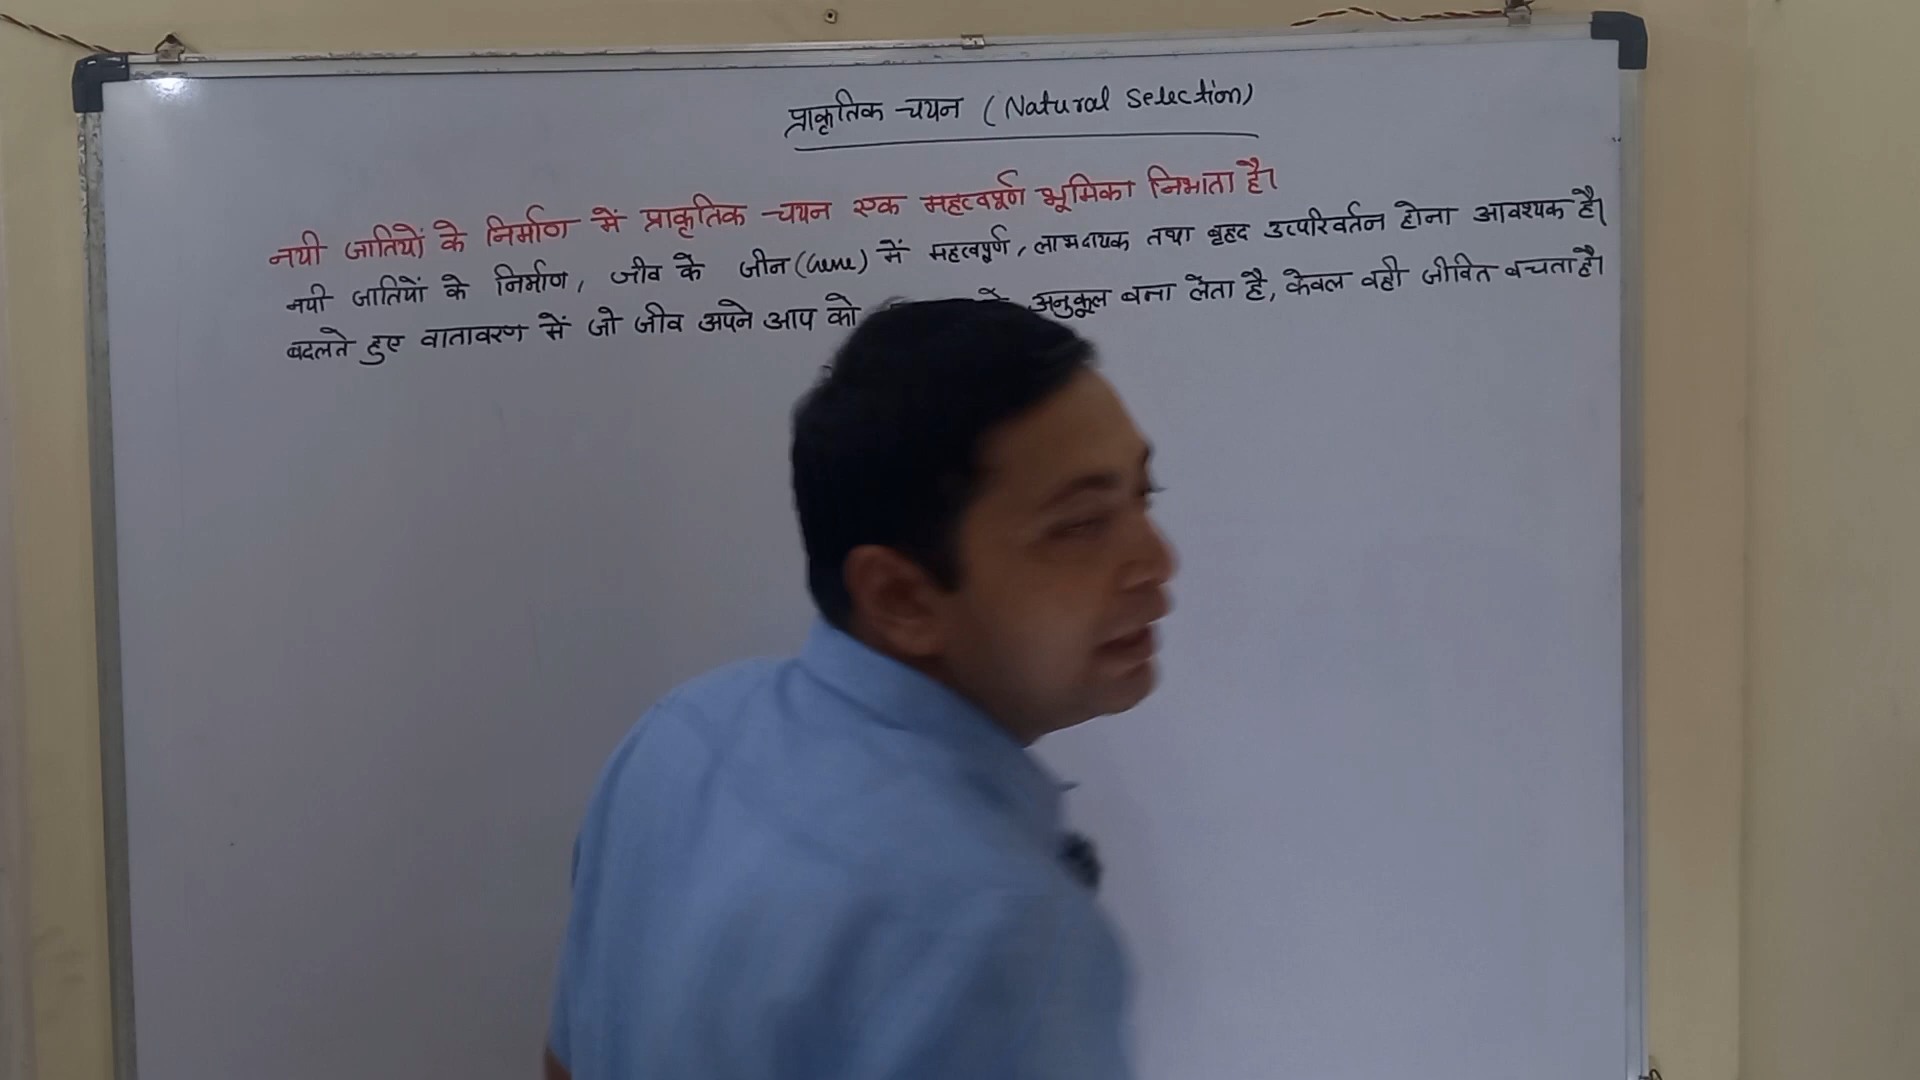 प्राकृतिक चयन (Natural Selection)
नयी जातियों के निर्माण में प्राकृतिक चयन एक महत्वपूर्ण भूमिका निभाता है।
नयी जातियों के निर्माण, जीव के जीन (Gene) में महत्वपूर्ण, लाभदायक तथा बृहद उत्परिवर्तन होना आवश्यक है।
बदलते हुए वातावरण में जो जीव अपने आप को अनुकूल बना लेता है, केवल वही जीवित बचता है।